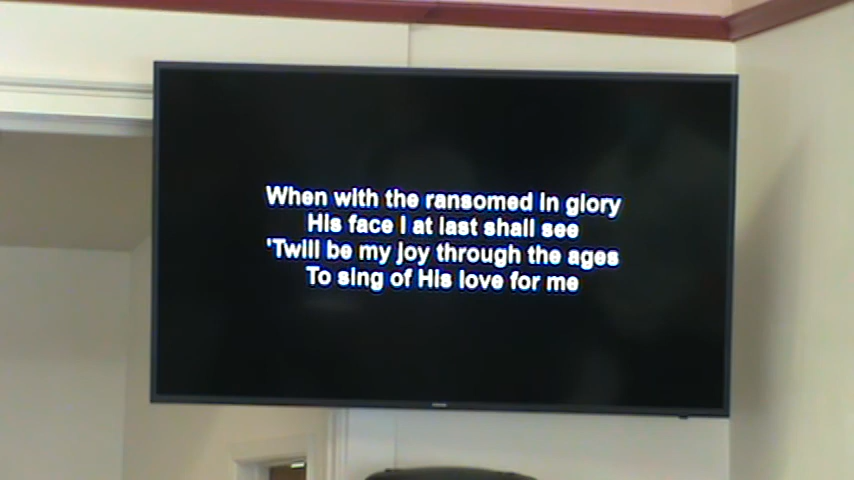 When with the ransomed in glory
His face I at last shall see
'Twill be my joy through the ages
To sing of His love for me